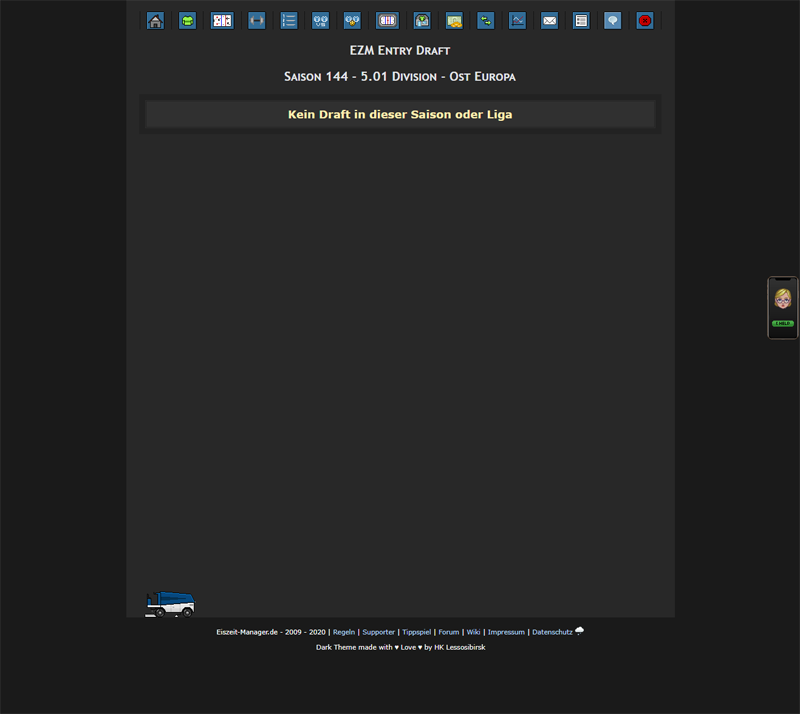 EZM Entry Draft
Saison 144 - 5.01 Division - Ost Europa
Kein Draft in dieser Saison oder Liga
Eiszeit-Manager.de - 2009 - 2020 | Regeln | Supporter | Tippspiel | Forum | Wiki | Impressum | Datenschutz
Dark Theme made with ♥ Love ♥ by HK Lessosibirsk